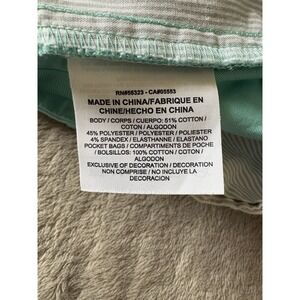 RN#56323 - CA#05553
MADE IN CHINA/FABRIQUE EN
CHINE/HECHO EN CHINA
BODY / CORPS / CUERPO: 51% COTTON /
COTON / ALGODON
45% POLYESTER / POLYESTER / POLIESTER
4% SPANDEX / ELASTHANNE / ELASTANO
POCKET BAGS / COMPARTIMENTS DE POCHE
/ BOLSILLOS: 100% COTTON / COTON /
ALGODON
EXCLUSIVE OF DECORATION / DECORATION
NON COMPRISE / NO INCLUYE LA
DECORACION